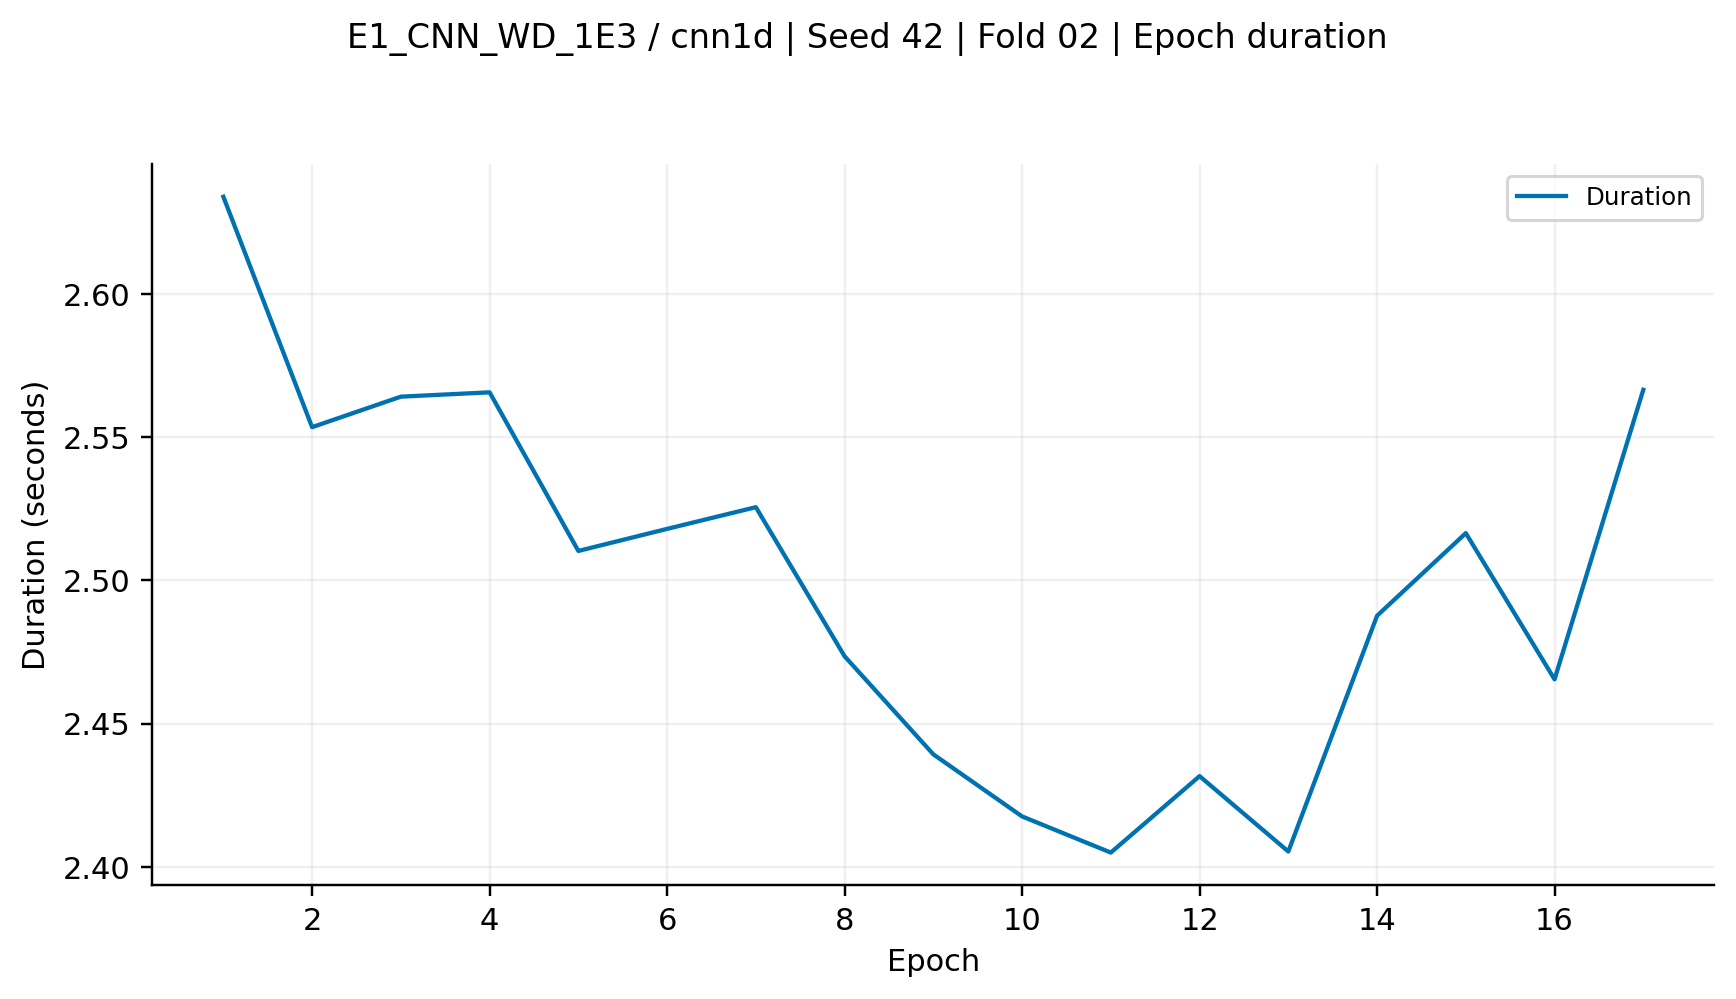 E1_CNN_WD_1E3 / cnn1d | Seed 42 | Fold 02 | Epoch duration
Duration
2.60
2.55
2.50
2.45
2.40
Duration (seconds)
2 4 6 8 10 12 14 16
Epoch